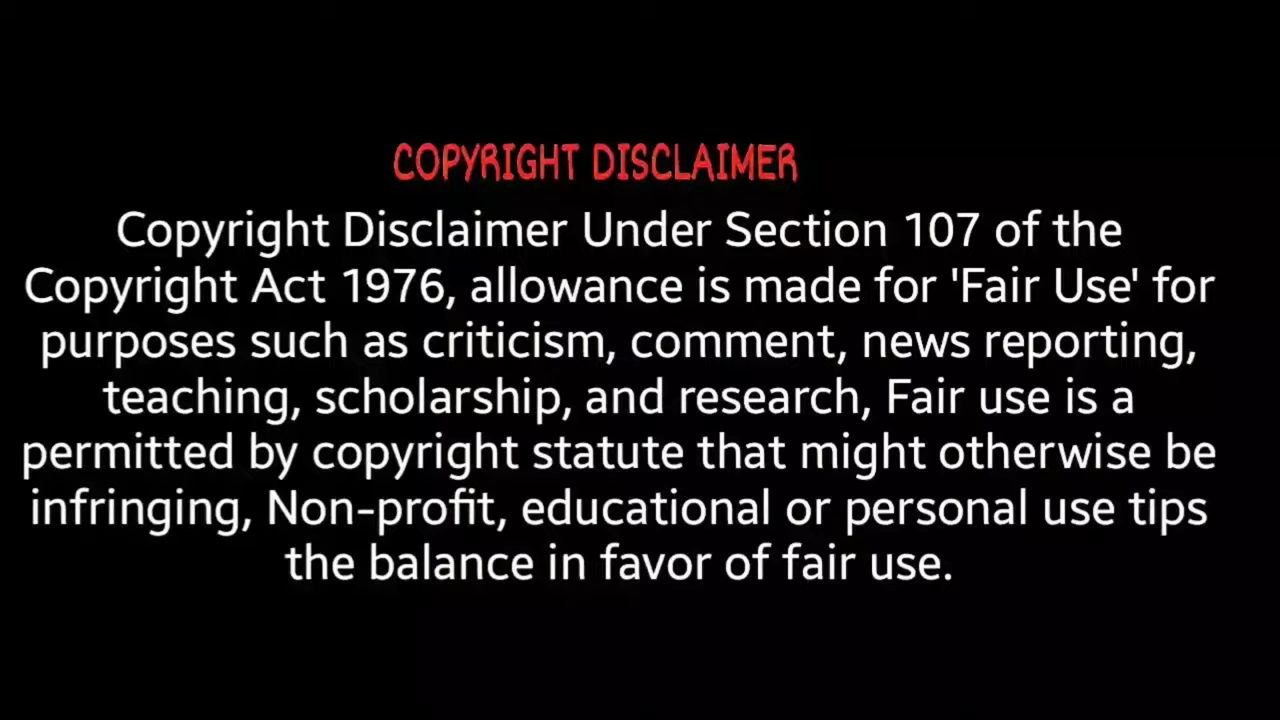 COPYRIGHT DISCLAIMER
Copyright Disclaimer Under Section 107 of the
Copyright Act 1976, allowance is made for 'Fair Use' for
purposes such as criticism, comment, news reporting,
teaching, scholarship, and research, Fair use is a
permitted by copyright statute that might otherwise be
infringing, Non-profit, educational or personal use tips
the balance in favor of fair use.